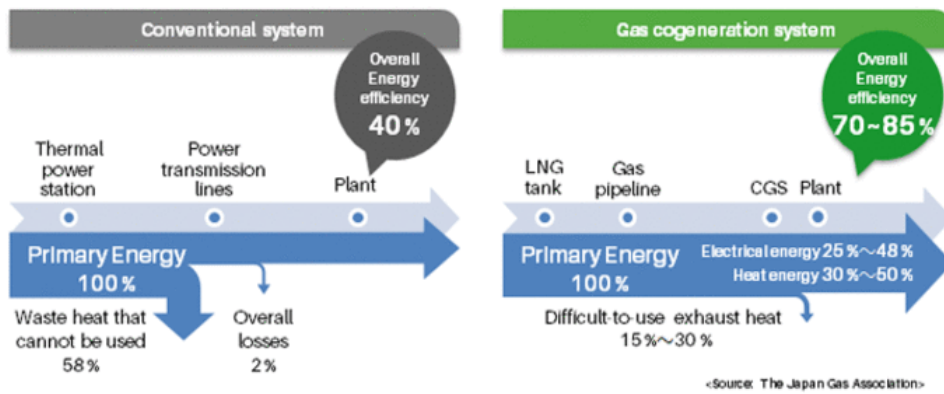 Conventional system
Overall
Energy
efficiency
40%
Thermal
power
station
Power
transmission
lines
Plant
Primary Energy
100%
Waste heat that
cannot be used
58%
Overall
losses
2%
Gas cogeneration system
Overall
Energy
efficiency
70~85%
LNG
tank
Gas
pipeline
CGS
Plant
Primary Energy
100%
Electrical energy 25%～48%
Heat energy 30%～50%
Difficult-to-use exhaust heat
15%～30%
<Source: The Japan Gas Association>